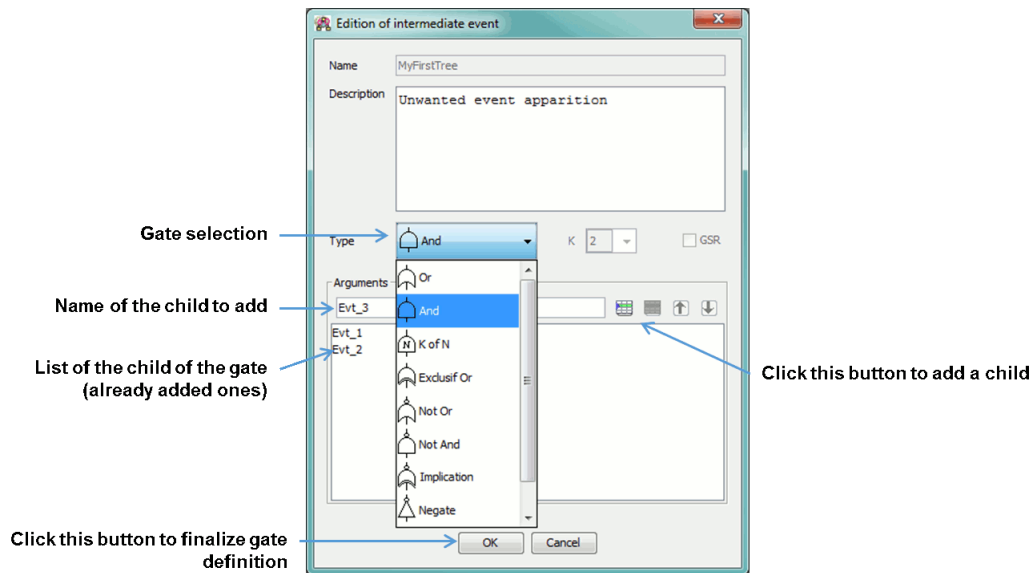 Edition of intermediate event
Name
MyFirstTree
Description
Unwanted event apparition
Gate selection
Type
And
K
2
GSR
Arguments
Or
Name of the child to add
Evt_3
And
Evt_1
Evt_2
N
K of N
List of the child of the gate
(already added ones)
Exclusif Or
Click this button to add a child
Not Or
Not And
Implication
Negate
Click this button to finalize gate
definition
OK
Cancel